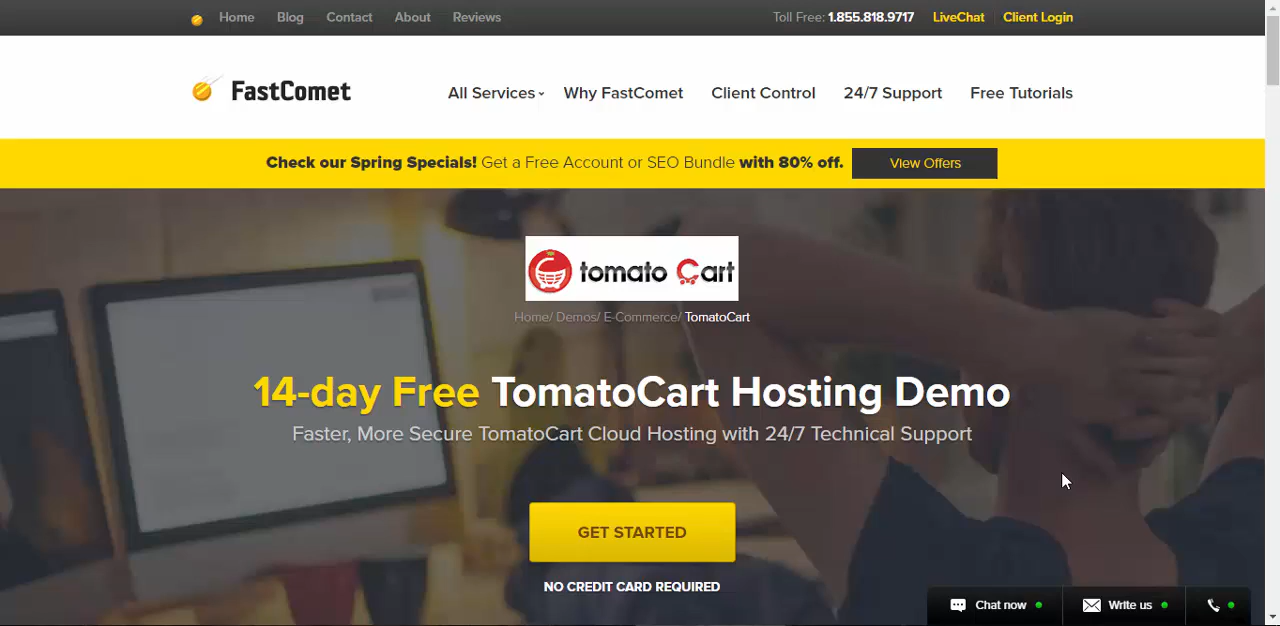 Home Blog Contact About Reviews Toll Free: 1.855.818.9717 LiveChat Client Login
FastComet All Services Why FastComet Client Control 24/7 Support Free Tutorials
Check our Spring Specials! Get a Free Account or SEO Bundle with 80% off. View Offers
tomato Cart
Home/ Demos/ E-Commerce/ TomatoCart
14-day Free TomatoCart Hosting Demo
Faster, More Secure TomatoCart Cloud Hosting with 24/7 Technical Support
GET STARTED
NO CREDIT CARD REQUIRED
Chat now Write us